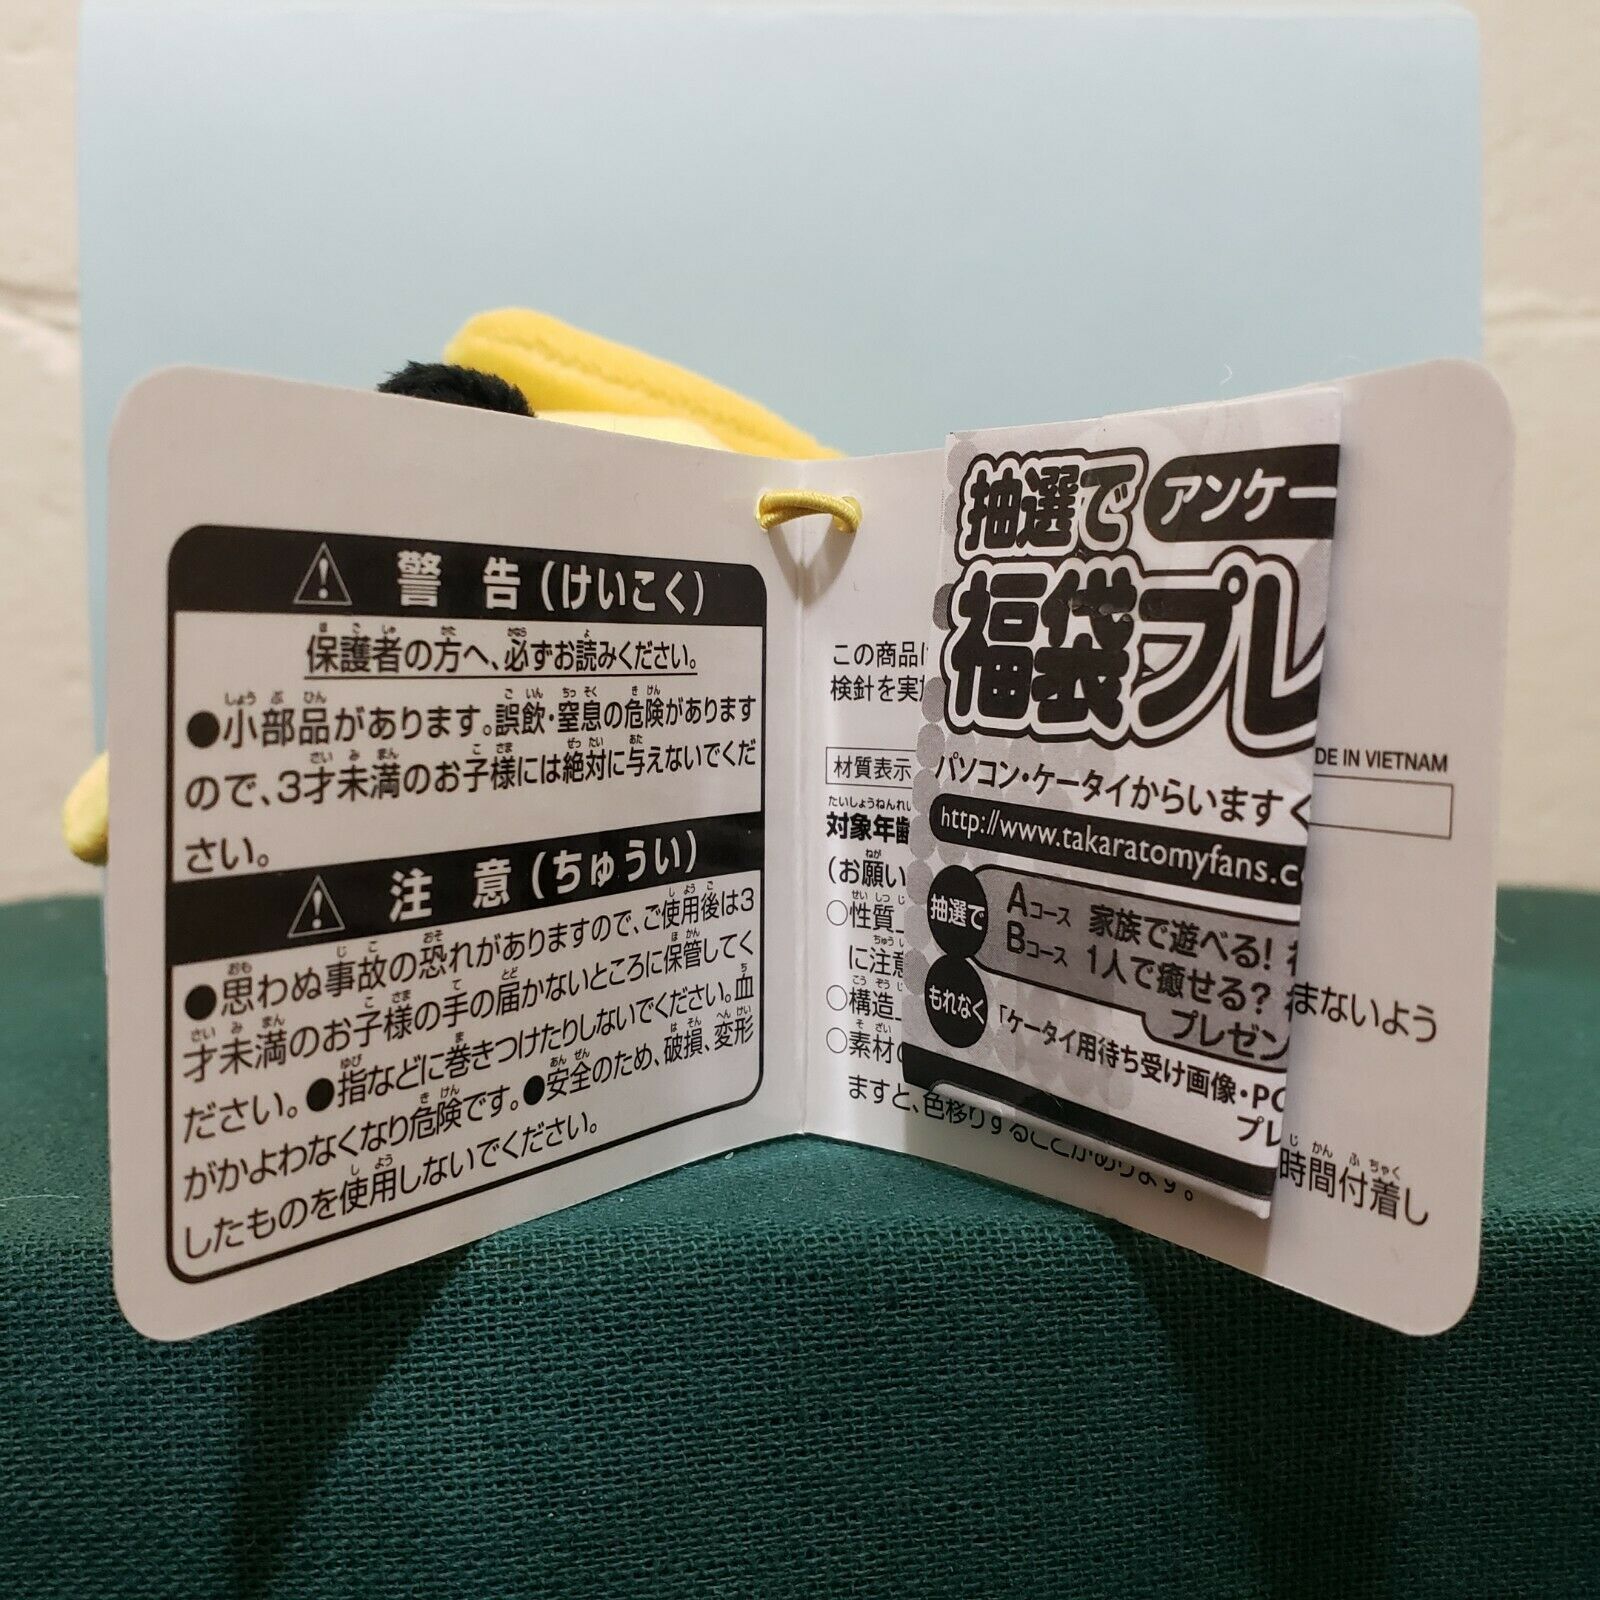 警告(けいこく)
保護者の方へ、必ずお読みください。
●小部品があります。誤飲・窒息の危険があります
ので、3才未満のお子様には絶対に与えないでくだ
さい。
注意(ちゅうい)
●思わぬ事故の恐れがありますので、ご使用後は3
才未満のお子様の手の届かないところに保管してく
ださい。●指などに巻きつけたりしないでください。血
がかよわなくなり危険です。●安全のため、破損、変形
したものを使用しないでください。
この商品
検針を実
DE IN VIETNAM
材質表示
対象年齢
(お願い
○性質
に注意
○構造
まないよう
○素材
時間付着し
ますと、色移りすることがあります。
抽選で アンケー
福袋プレ
パソコン・ケータイからいますく
http://www.takaratomyfans.c
抽選で
Aコース 家族で遊べる!
Bコース 1人で癒せる?
プレゼン
もれなく
「ケータイ用待ち受け画像・PC
プレ